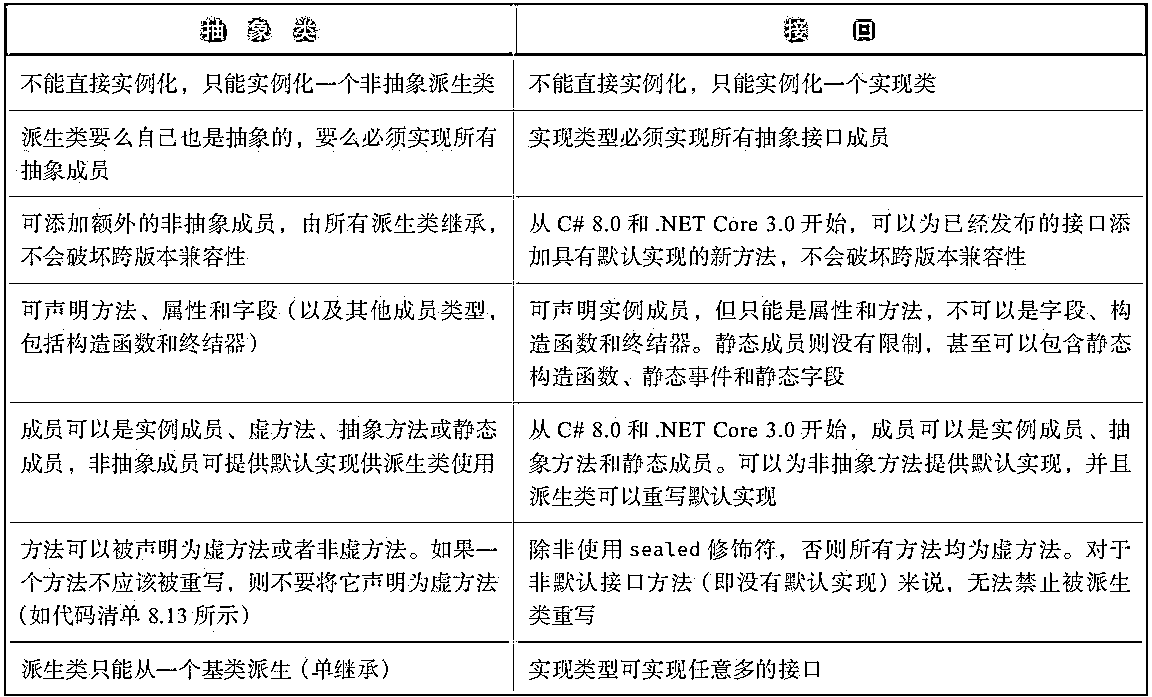 抽 象 类
接 口
不能直接实例化，只能实例化一个非抽象派生类
不能直接实例化，只能实例化一个实现类
派生类要么自己也是抽象的，要么必须实现所有
抽象成员
实现类型必须实现所有抽象接口成员
可添加额外的非抽象成员，由所有派生类继承，
不会破坏跨版本兼容性
从 C# 8.0 和 .NET Core 3.0 开始，可以为已经发布的接口添
加具有默认实现的新方法，不会破坏跨版本兼容性
可声明方法、属性和字段（以及其他成员类型，
包括构造函数和终结器）
可声明实例成员，但只能是属性和方法，不可以是字段、构
造函数和终结器。静态成员则没有限制，甚至可以包含静态
构造函数、静态事件和静态字段
成员可以是实例成员、虚方法、抽象方法或静态
成员，非抽象成员可提供默认实现供派生类使用
从 C# 8.0 和 .NET Core 3.0 开始，成员可以是实例成员、抽
象方法和静态成员。可以为非抽象方法提供默认实现，并且
派生类可以重写默认实现
方法可以被声明为虚方法或者非虚方法。如果一
个方法不应该被重写，则不要将它声明为虚方法
（如代码清单 8.13 所示）
除非使用 sealed 修饰符，否则所有方法均为虚方法。对于
非默认接口方法（即没有默认实现）来说，无法禁止被派生
类重写
派生类只能从一个基类派生（单继承）
实现类型可实现任意多的接口